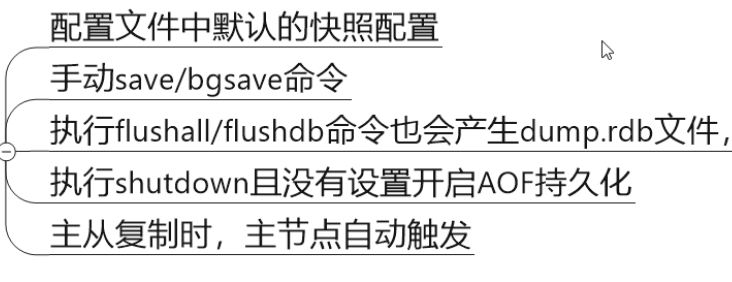 配置文件中默认的快照配置
手动save/bgsave命令
执行flushall/flushdb命令也会产生dump.rdb文件，
执行shutdown且没有设置开启AOF持久化
主从复制时，主节点自动触发